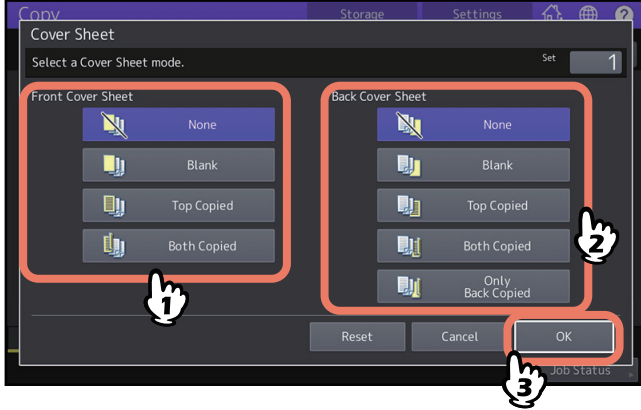 Copy
Storage
Settings
Cover Sheet
Select a Cover Sheet mode.
Set
1
Front Cover Sheet
None
Blank
Top Copied
Both Copied
1
Back Cover Sheet
None
Blank
Top Copied
Both Copied
Only
Back Copied
2
Reset
Cancel
OK
3
Job Status